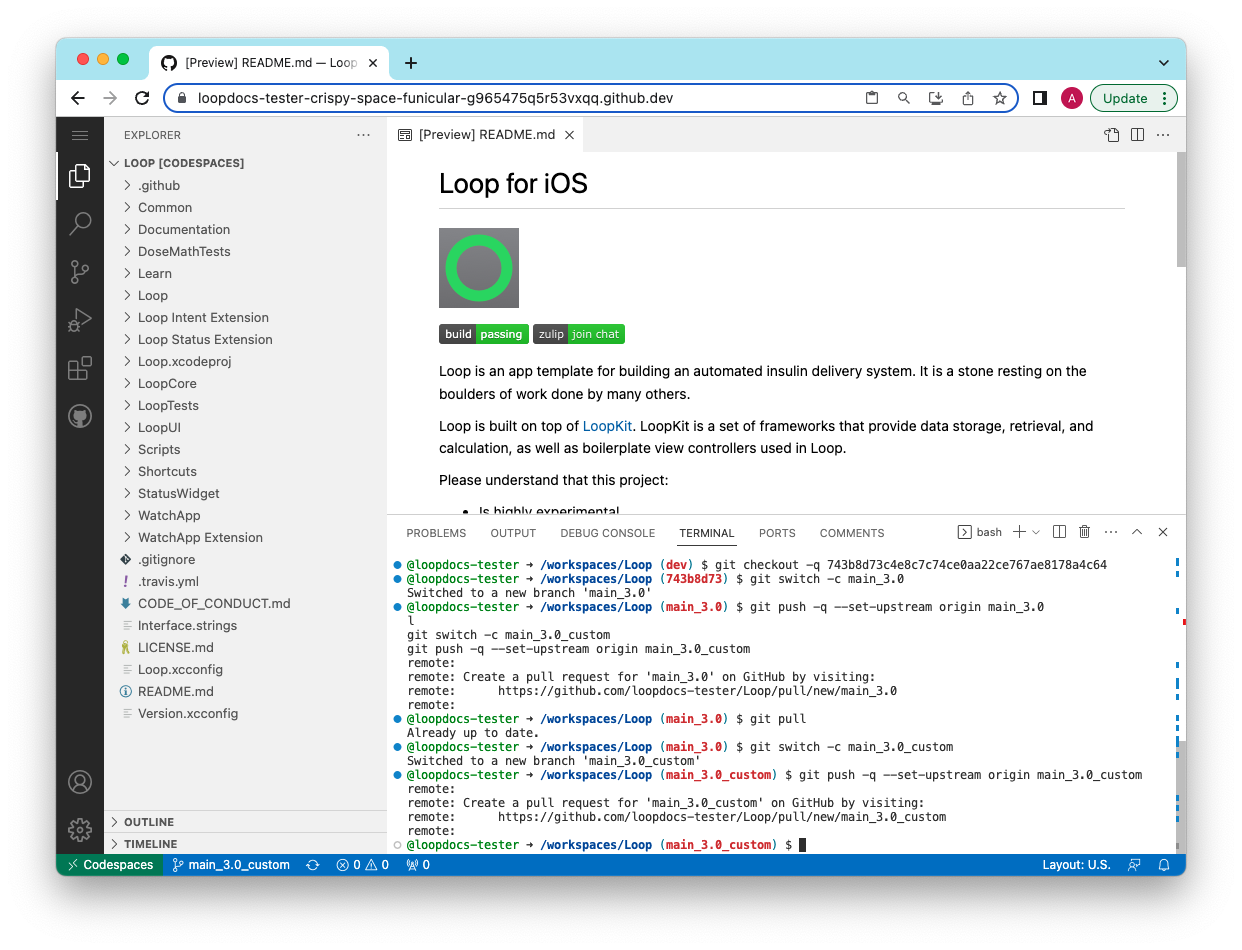 [Preview] README.md — Loop
loopdocs-tester-crispy-space-funicular-g965475q5r53vxqq.github.dev
A
Update
EXPLORER
LOOP [CODESPACES]
.github
Common
Documentation
DoseMathTests
Learn
Loop
Loop Intent Extension
Loop Status Extension
Loop.xcodeproj
LoopCore
LoopTests
LoopUI
Scripts
Shortcuts
StatusWidget
WatchApp
WatchApp Extension
.gitignore
.travis.yml
CODE_OF_CONDUCT.md
Interface.strings
LICENSE.md
Loop.xcconfig
README.md
Version.xcconfig
OUTLINE
TIMELINE
[Preview] README.md
Loop for iOS
build passing zulip join chat
Loop is an app template for building an automated insulin delivery system. It is a stone resting on the
boulders of work done by many others.
Loop is built on top of LoopKit. LoopKit is a set of frameworks that provide data storage, retrieval, and
calculation, as well as boilerplate view controllers used in Loop.
Please understand that this project:
• Is highly experimental
PROBLEMS OUTPUT DEBUG CONSOLE TERMINAL PORTS COMMENTS bash
@loopdocs-tester ➜ /workspaces/Loop (dev) $ git checkout -q 743b8d73c4e8c7c74ce0aa22ce767ae8178a4c64
@loopdocs-tester ➜ /workspaces/Loop (743b8d73) $ git switch -c main_3.0
Switched to a new branch 'main_3.0'
@loopdocs-tester ➜ /workspaces/Loop (main_3.0) $ git push -q --set-upstream origin main_3.0
l
git switch -c main_3.0_custom
git push -q --set-upstream origin main_3.0_custom
remote:
remote: Create a pull request for 'main_3.0' on GitHub by visiting:
remote:      https://github.com/loopdocs-tester/Loop/pull/new/main_3.0
remote:
@loopdocs-tester ➜ /workspaces/Loop (main_3.0) $ git pull
Already up to date.
@loopdocs-tester ➜ /workspaces/Loop (main_3.0) $ git switch -c main_3.0_custom
Switched to a new branch 'main_3.0_custom'
@loopdocs-tester ➜ /workspaces/Loop (main_3.0_custom) $ git push -q --set-upstream origin main_3.0_custom
remote:
remote: Create a pull request for 'main_3.0_custom' on GitHub by visiting:
remote:      https://github.com/loopdocs-tester/Loop/pull/new/main_3.0_custom
remote:
@loopdocs-tester ➜ /workspaces/Loop (main_3.0_custom) $
Codespaces main_3.0_custom 0 0 0 Layout: U.S.